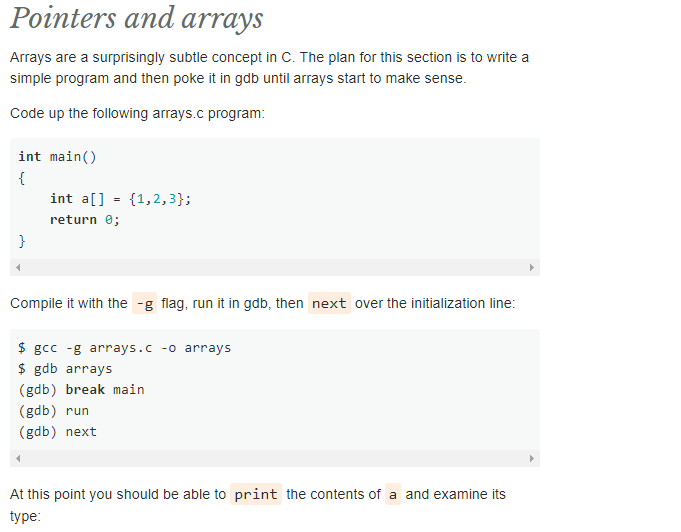 Pointers and arrays
Arrays are a surprisingly subtle concept in C. The plan for this section is to write a
simple program and then poke it in gdb until arrays start to make sense.
Code up the following arrays.c program:
int main()
{
    int a[] = {1,2,3};
    return 0;
}
Compile it with the -g flag, run it in gdb, then next over the initialization line:
$ gcc -g arrays.c -o arrays
$ gdb arrays
(gdb) break main
(gdb) run
(gdb) next
At this point you should be able to print the contents of a and examine its
type: